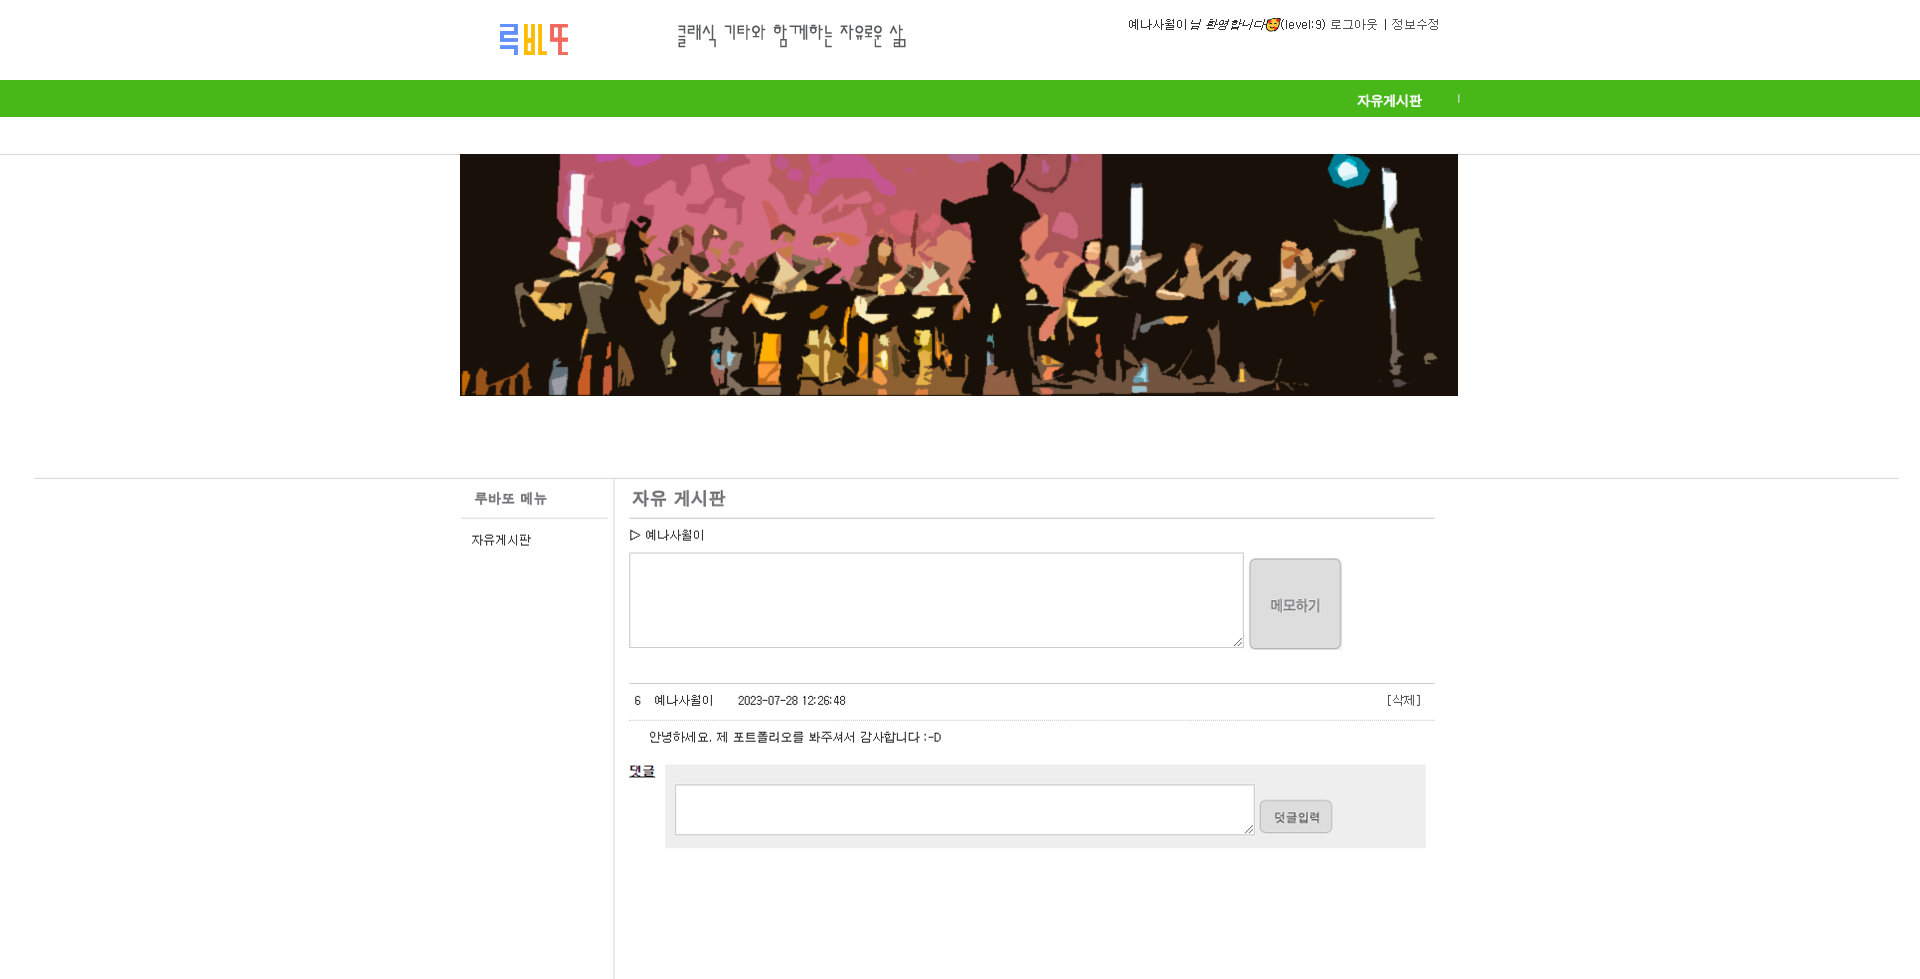 루바또
클래식 기타와 함께하는 자유로운 삶
예나사월이님 환영합니다🥰(level:9) 로그아웃 | 정보수정
자유게시판
루바또 메뉴
자유게시판
자유 게시판
▷ 예나사월이
메모하기
6 예나사월이 2023-07-28 12:26:48 [삭제]
안녕하세요. 제 포트폴리오를 봐주셔서 감사합니다 :-D
댓글
덧글입력